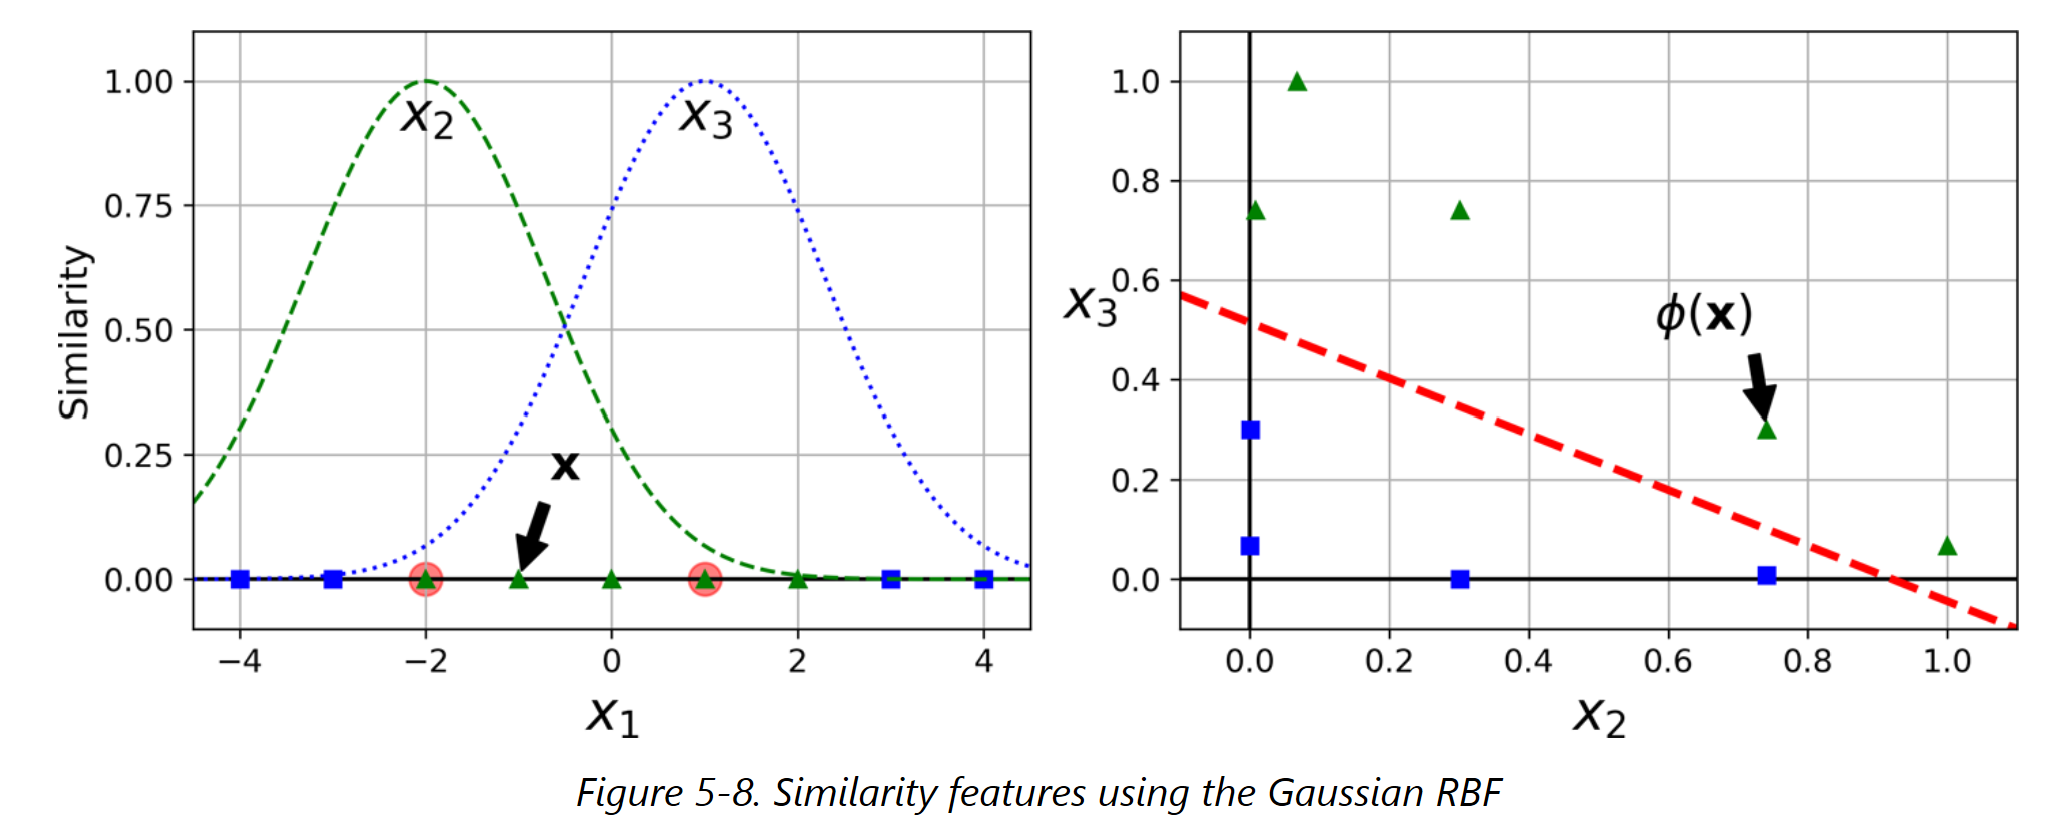 1.00
0.75
0.50
0.25
0.00
Similarity
x₂
x₃
x
−4
−2
0
2
4
x₁
1.0
0.8
0.6
0.4
0.2
0.0
x₃
ϕ(x)
0.0
0.2
0.4
0.6
0.8
1.0
x₂
Figure 5-8. Similarity features using the Gaussian RBF